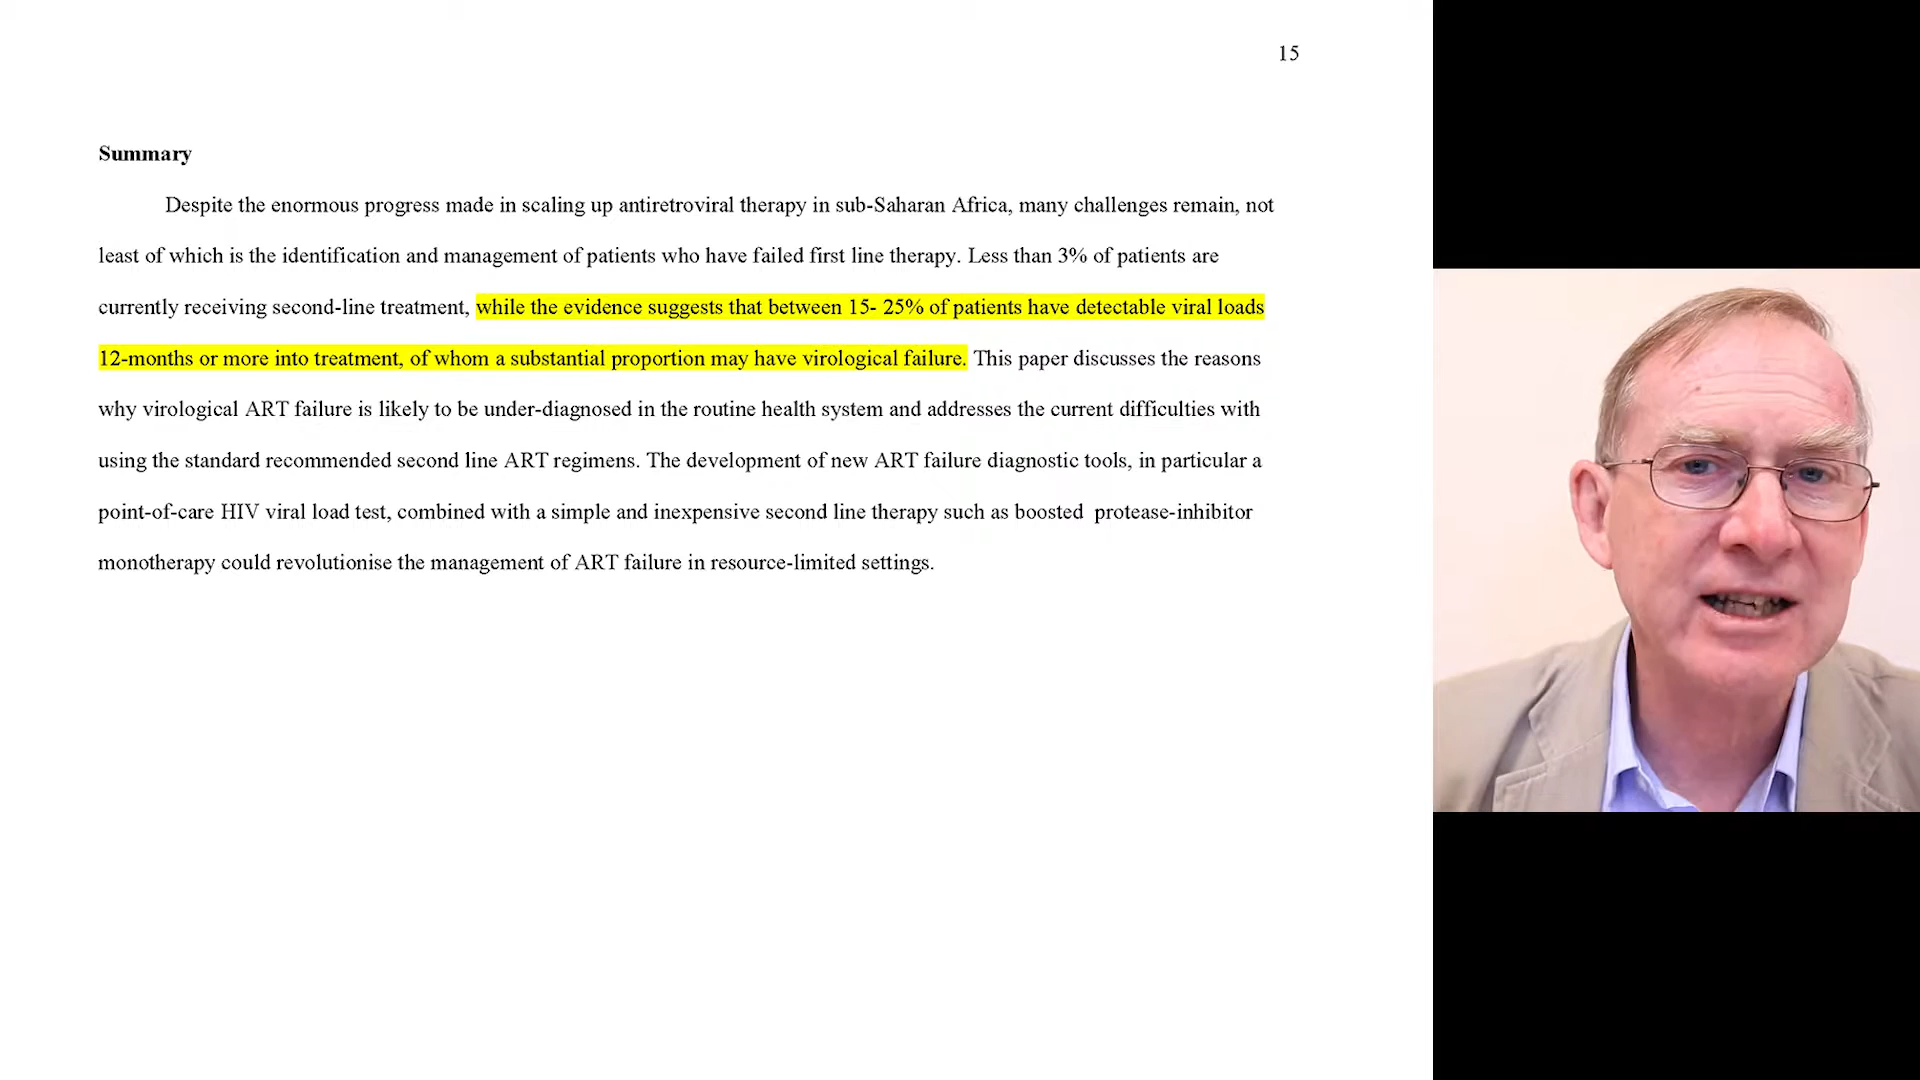 15
Summary
Despite the enormous progress made in scaling up antiretroviral therapy in sub-Saharan Africa, many challenges remain, not
least of which is the identification and management of patients who have failed first line therapy. Less than 3% of patients are
currently receiving second-line treatment, while the evidence suggests that between 15- 25% of patients have detectable viral loads
12-months or more into treatment, of whom a substantial proportion may have virological failure. This paper discusses the reasons
why virological ART failure is likely to be under-diagnosed in the routine health system and addresses the current difficulties with
using the standard recommended second line ART regimens. The development of new ART failure diagnostic tools, in particular a
point-of-care HIV viral load test, combined with a simple and inexpensive second line therapy such as boosted  protease-inhibitor
monotherapy could revolutionise the management of ART failure in resource-limited settings.